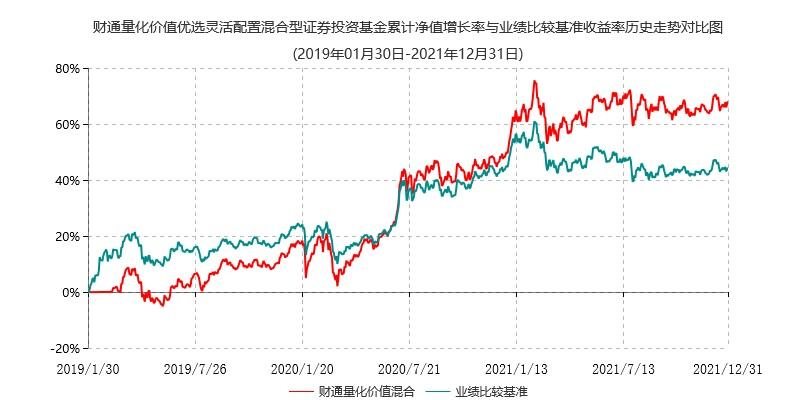 财通量化价值优选灵活配置混合型证券投资基金累计净值增长率与业绩比较基准收益率历史走势对比图
(2019年01月30日-2021年12月31日)
80%
60%
40%
20%
0%
-20%
2019/1/30 2019/7/26 2020/1/20 2020/7/21 2021/1/13 2021/7/13 2021/12/31
财通量化价值混合 业绩比较基准